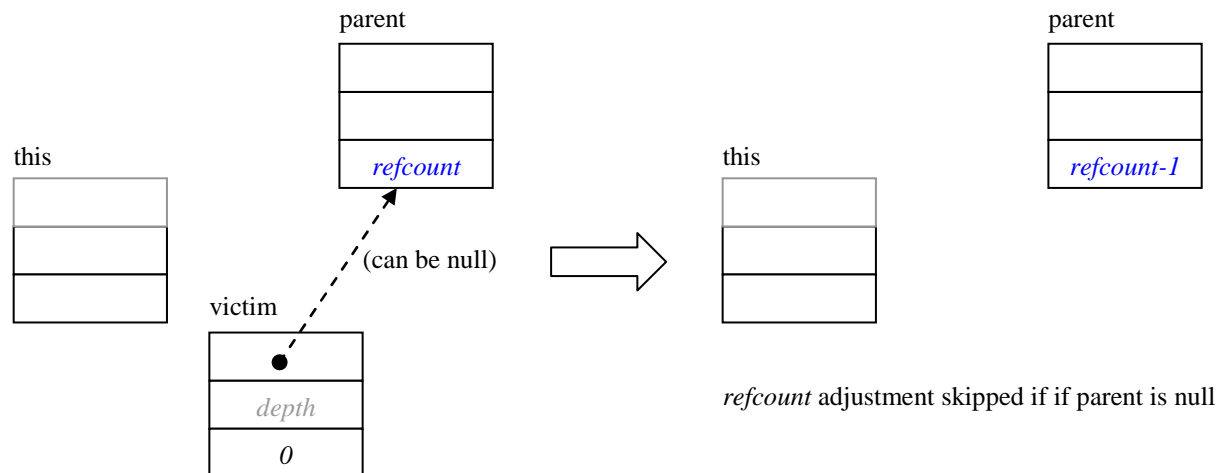 parent
parent
this
refcount
this
refcount-1
(can be null)
victim
depth
refcount adjustment skipped if if parent is null
0